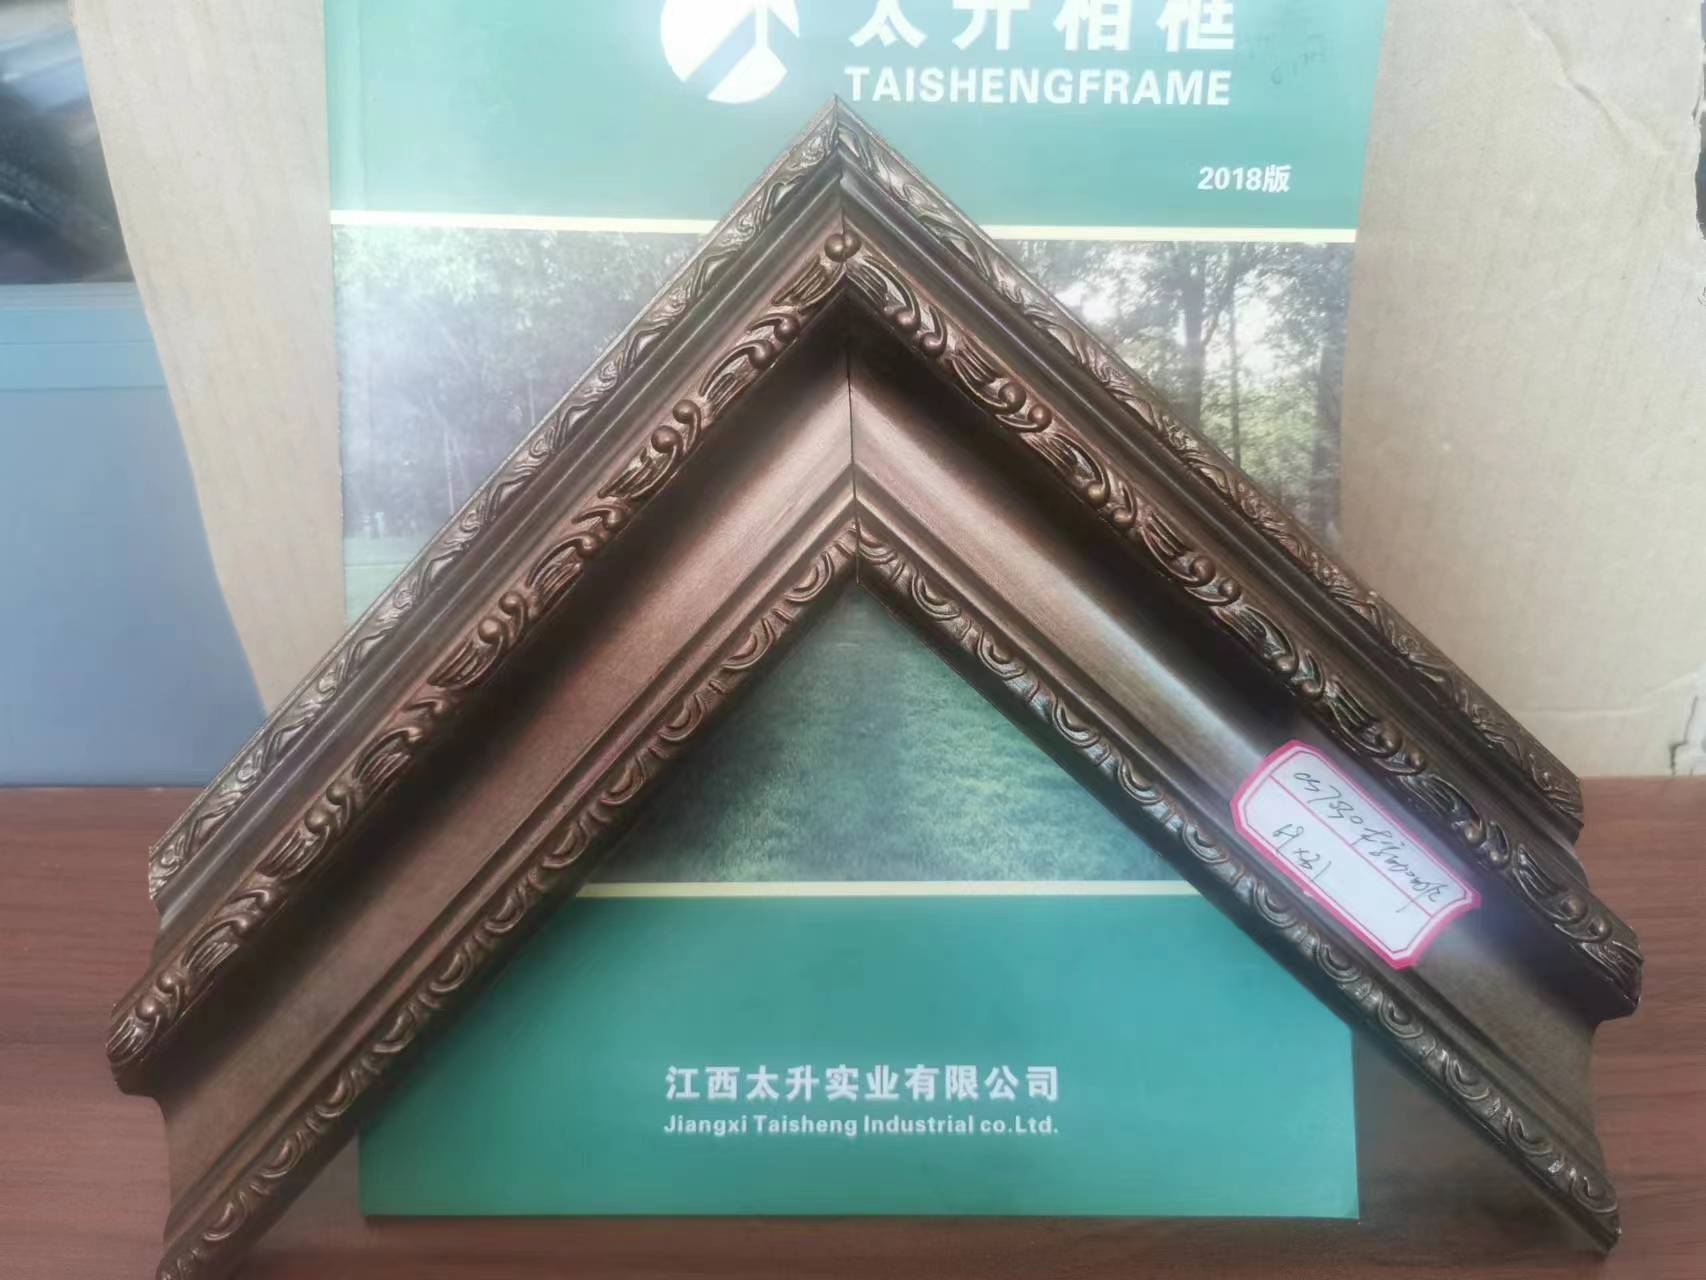 太升相框
TAISHENGFRAME
2018版
江西太升实业有限公司
Jiangxi Taisheng Industrial co.Ltd.